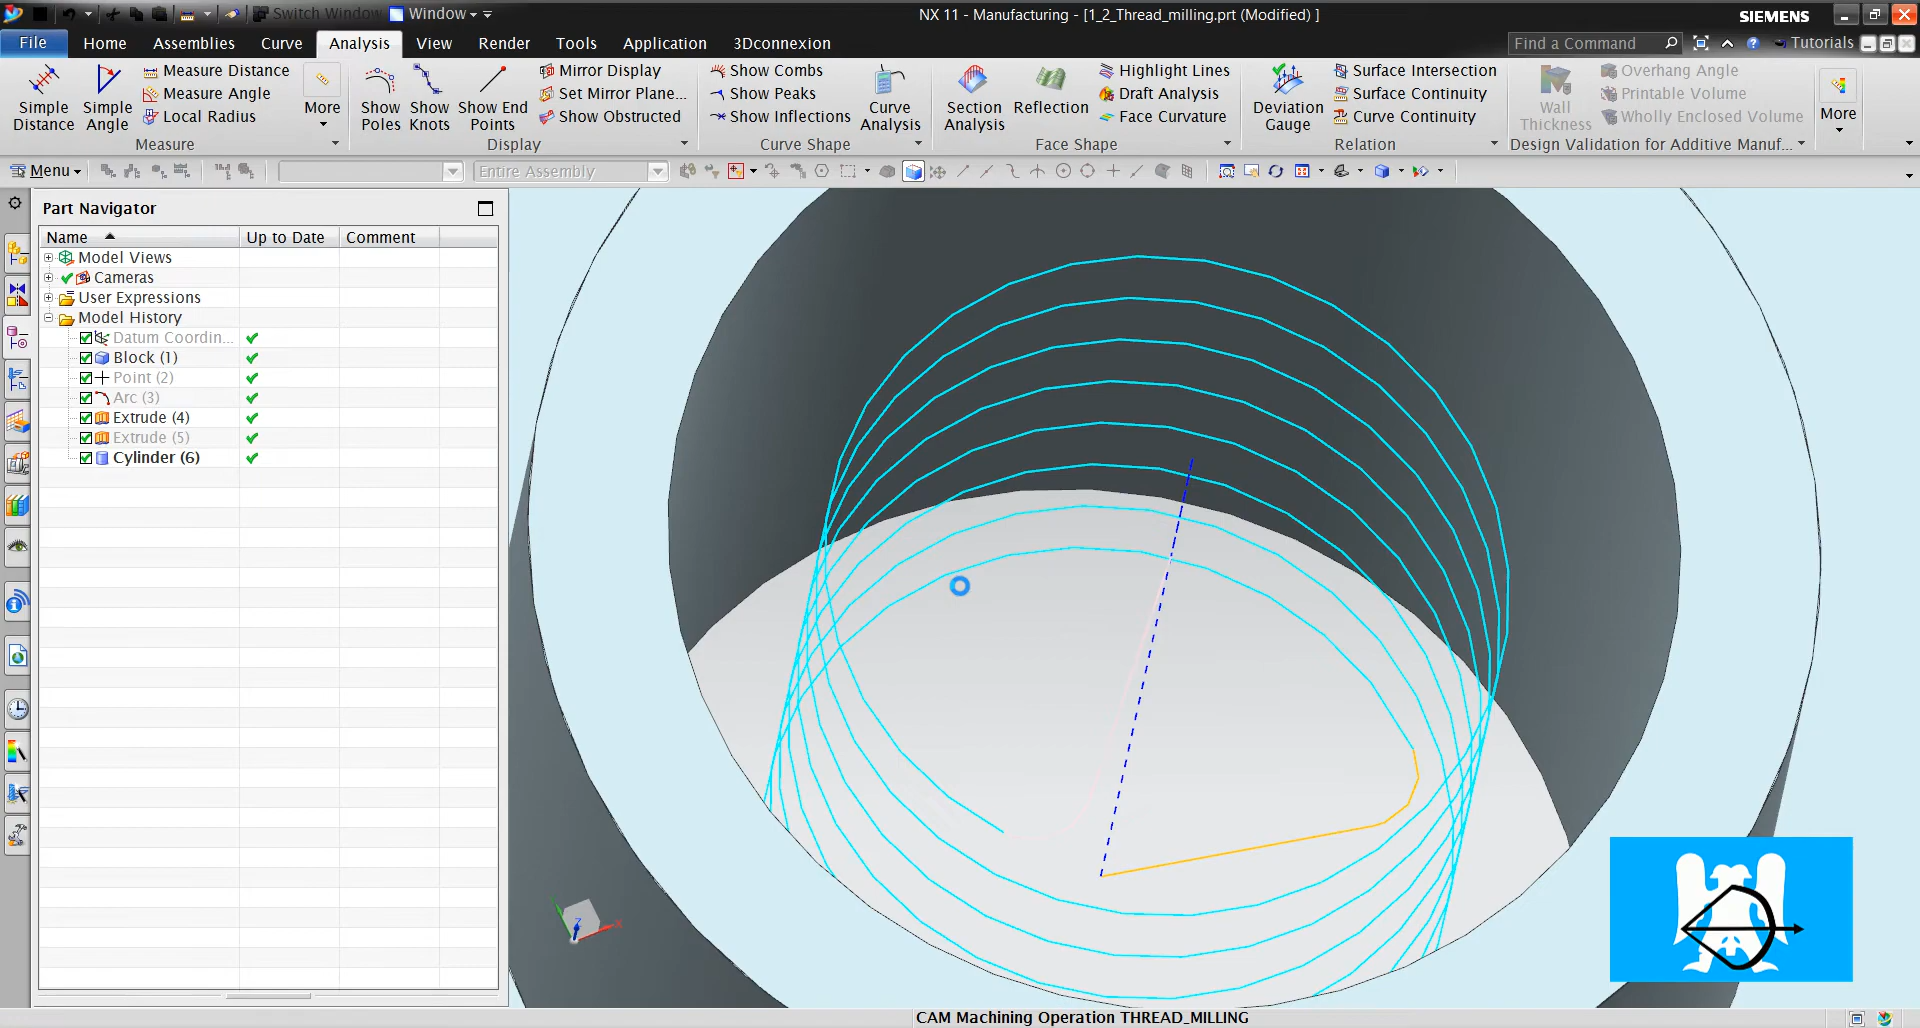 Switch Window
Window
NX 11 - Manufacturing - [1_2_Thread_milling.prt (Modified) ]
SIEMENS
File
Home
Assemblies
Curve
Analysis
View
Render
Tools
Application
3Dconnexion
Find a Command
Tutorials
Simple Distance
Simple Angle
Measure Distance
Measure Angle
Local Radius
More
Measure
Show Poles
Show Knots
Show End Points
Mirror Display
Set Mirror Plane...
Show Obstructed
Display
Show Combs
Show Peaks
Show Inflections
Curve Analysis
Curve Shape
Section Analysis
Reflection
Highlight Lines
Draft Analysis
Face Curvature
Face Shape
Deviation Gauge
Surface Intersection
Surface Continuity
Curve Continuity
Relation
Wall Thickness
Overhang Angle
Printable Volume
Wholly Enclosed Volume
Design Validation for Additive Manuf...
More
Menu
Entire Assembly
Part Navigator
Name
Up to Date
Comment
Model Views
Cameras
User Expressions
Model History
Datum Coordin...
Block (1)
Point (2)
Arc (3)
Extrude (4)
Extrude (5)
Cylinder (6)
Z
X
CAM Machining Operation THREAD_MILLING